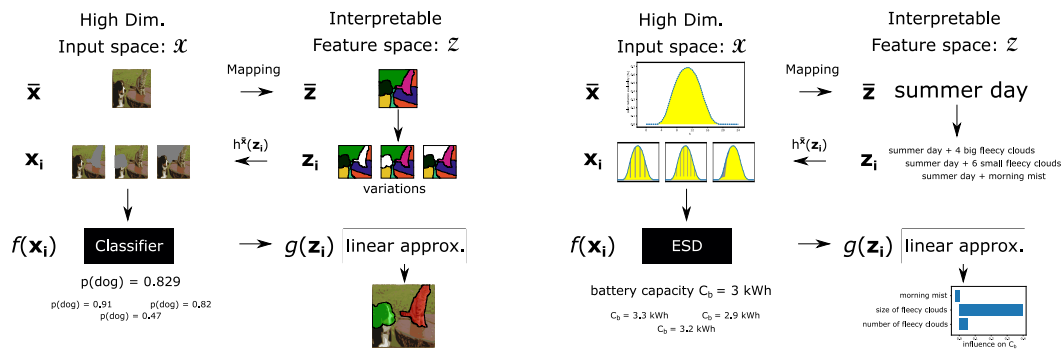 High Dim.
Input space: 𝒳
Interpretable
Feature space: 𝒵
x̄
Mapping
z̄
xᵢ
hˣ̄(zᵢ)
zᵢ
variations
f(xᵢ)
Classifier
g(zᵢ)
linear approx.
p(dog) = 0.829
p(dog) = 0.91
p(dog) = 0.82
p(dog) = 0.47
High Dim.
Input space: 𝒳
Interpretable
Feature space: 𝒵
x̄
Mapping
z̄
summer day
xᵢ
hˣ̄(zᵢ)
zᵢ
summer day + 4 big fleecy clouds
summer day + 6 small fleecy clouds
summer day + morning mist
f(xᵢ)
ESD
g(zᵢ)
linear approx.
battery capacity C_b = 3 kWh
C_b = 3.3 kWh
C_b = 2.9 kWh
C_b = 3.2 kWh
morning mist
size of fleecy clouds
number of fleecy clouds
influence on C_b